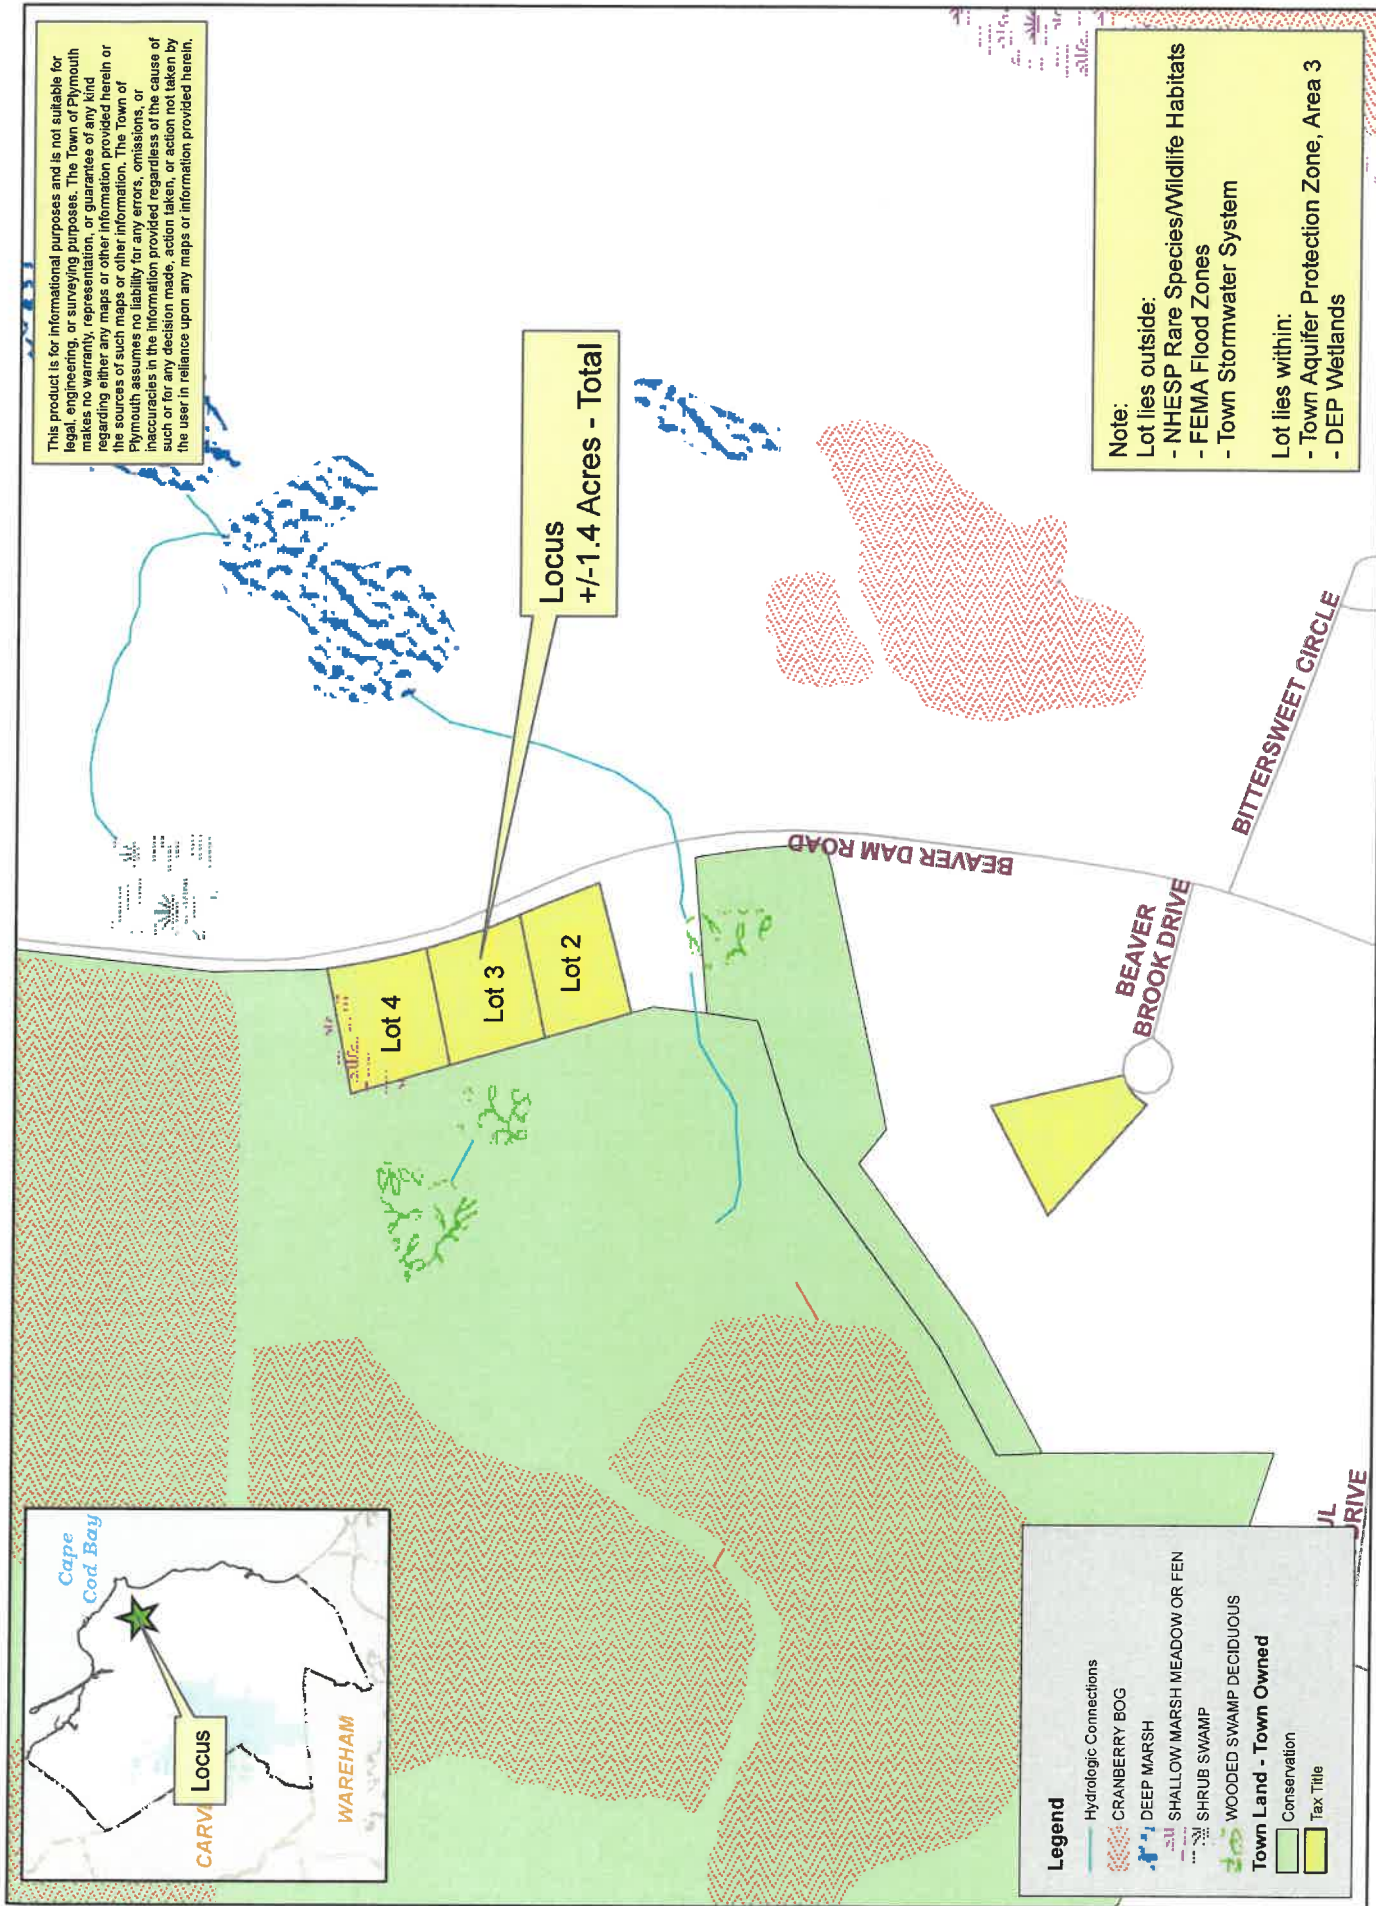 This product is for informational purposes and is not suitable for
legal, engineering, or surveying purposes. The Town of Plymouth
makes no warranty, representation, or guarantee of any kind
regarding either any maps or other information provided herein or
the sources of such maps or other information. The Town of
Plymouth assumes no liability for any errors, omissions, or
inaccuracies in the information provided regardless of the cause of
such or for any decision made, action taken, or action not taken by
the user in reliance upon any maps or information provided herein.
Cape
Cod Bay
Locus
CARV
WAREHAM
Locus
+/-1.4 Acres - Total
Lot 4
Lot 3
Lot 2
BEAVER DAM ROAD
BEAVER
BROOK DRIVE
BITTERSWEET CIRCLE
UL
DRIVE
Legend
Hydrologic Connections
CRANBERRY BOG
DEEP MARSH
SHALLOW MARSH MEADOW OR FEN
SHRUB SWAMP
WOODED SWAMP DECIDUOUS
Town Land - Town Owned
Conservation
Tax Title
Note:
Lot lies outside:
- NHESP Rare Species/Wildlife Habitats
- FEMA Flood Zones
- Town Stormwater System
Lot lies within:
- Town Aquifer Protection Zone, Area 3
- DEP Wetlands